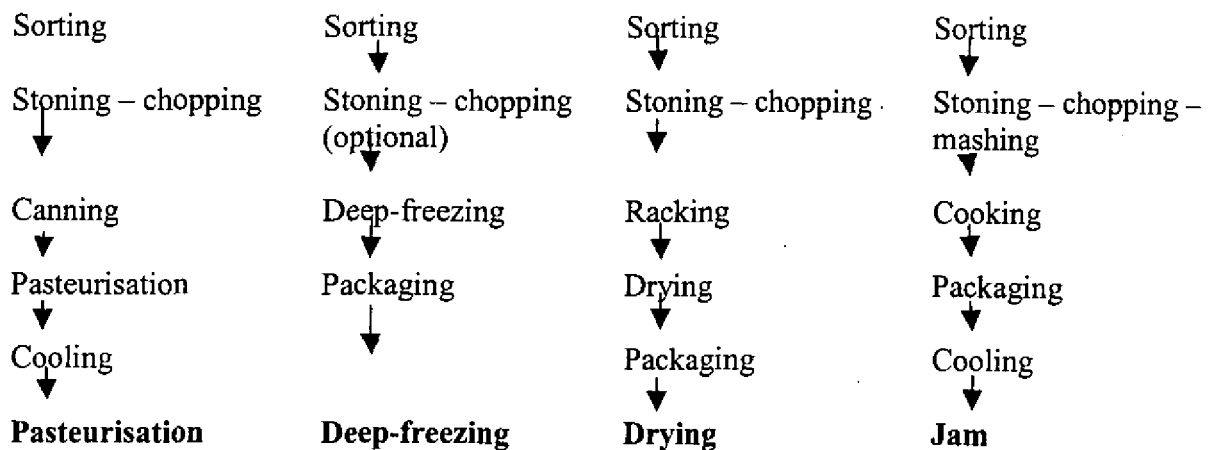 Sorting
Stoning – chopping
Canning
Pasteurisation
Cooling
Pasteurisation
Sorting
Stoning – chopping
(optional)
Deep-freezing
Packaging
Deep-freezing
Sorting
Stoning – chopping
Racking
Drying
Packaging
Drying
Sorting
Stoning – chopping –
mashing
Cooking
Packaging
Cooling
Jam